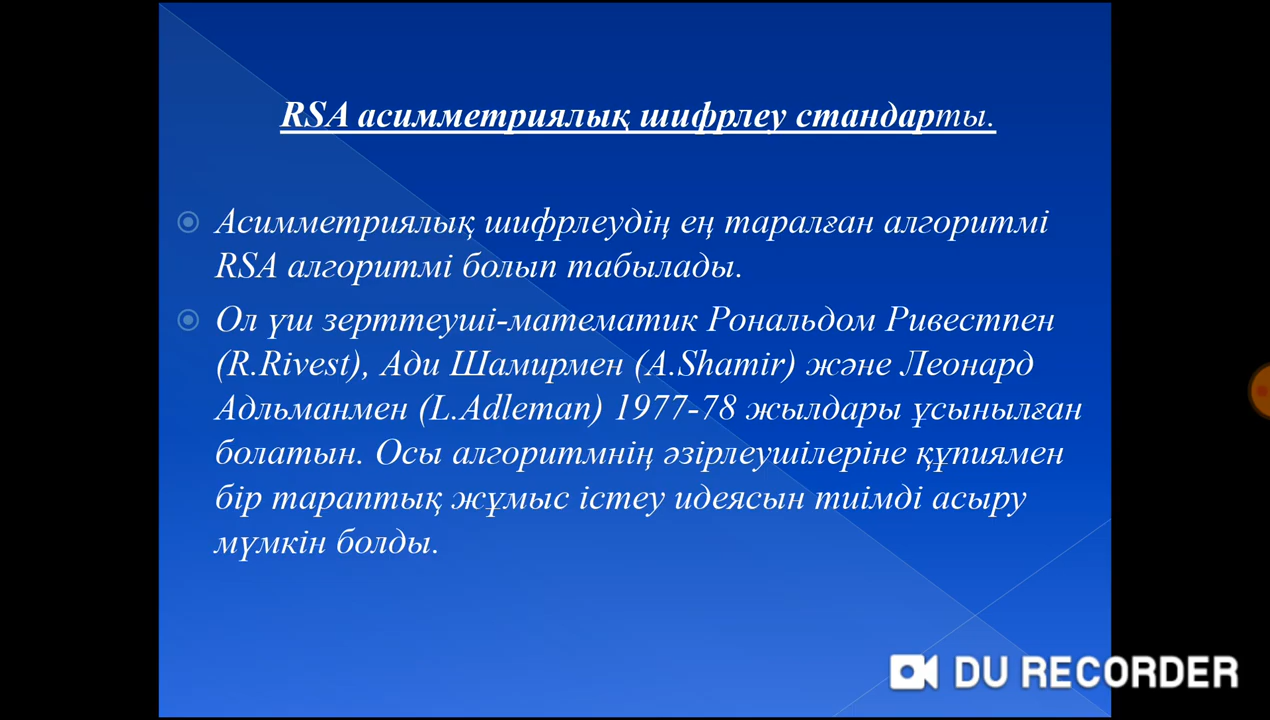 RSA асимметриялық шифрлеу стандарты.
Асимметриялық шифрлеудің ең таралған алгоритмі
RSA алгоритмі болып табылады.
Ол үш зерттеуші-математик Рональдом Ривестпен
(R.Rivest), Ади Шамирмен (A.Shamir) және Леонард
Адльманмен (L.Adleman) 1977-78 жылдары ұсынылған
болатын. Осы алгоритмнің әзірлеушілеріне құпиямен
бір тараптық жұмыс істеу идеясын тиімді асыру
мүмкін болды.
DU RECORDER